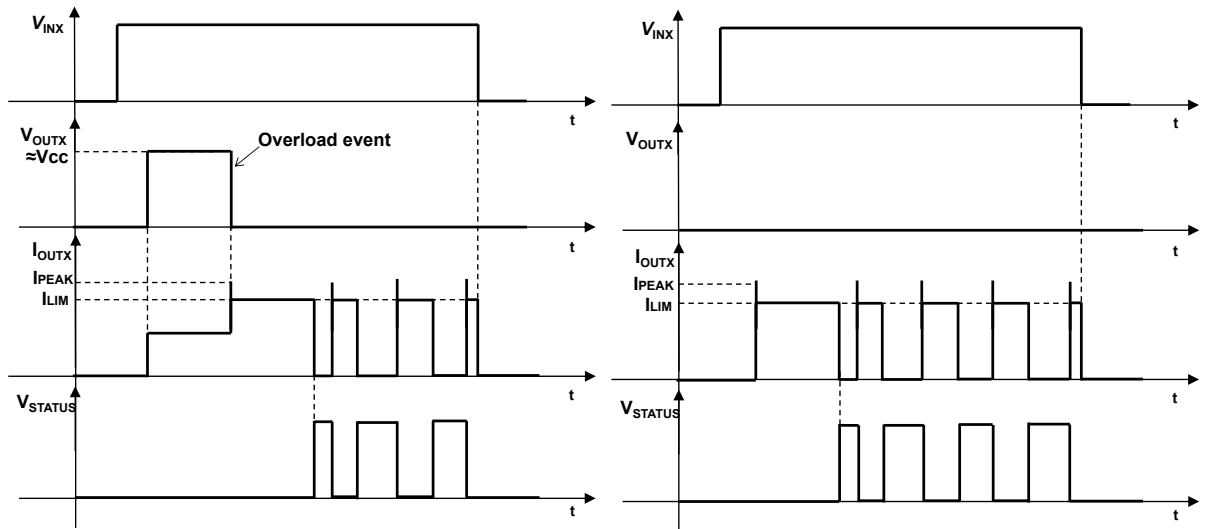 VINX
t
VOUTX
≈Vcc
Overload event
t
IOUTX
IPEAK
ILIM
t
VSTATUS
t
VINX
t
VOUTX
t
IOUTX
IPEAK
ILIM
t
VSTATUS
t